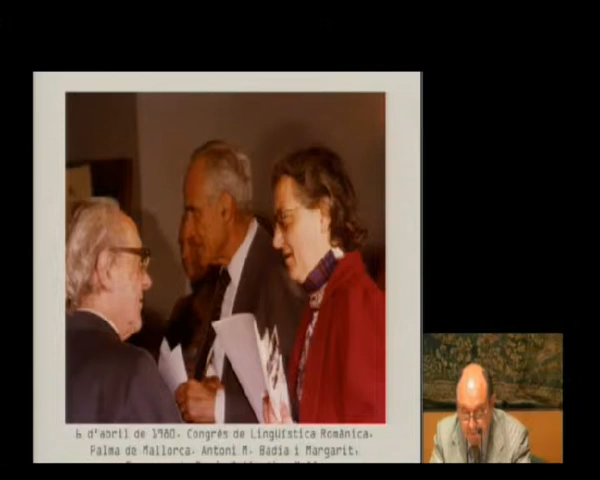 6 d'abril de 1980. Congrés de Lingüística Romànica.
Palma de Mallorca. Antoni M. Badia i Margarit,